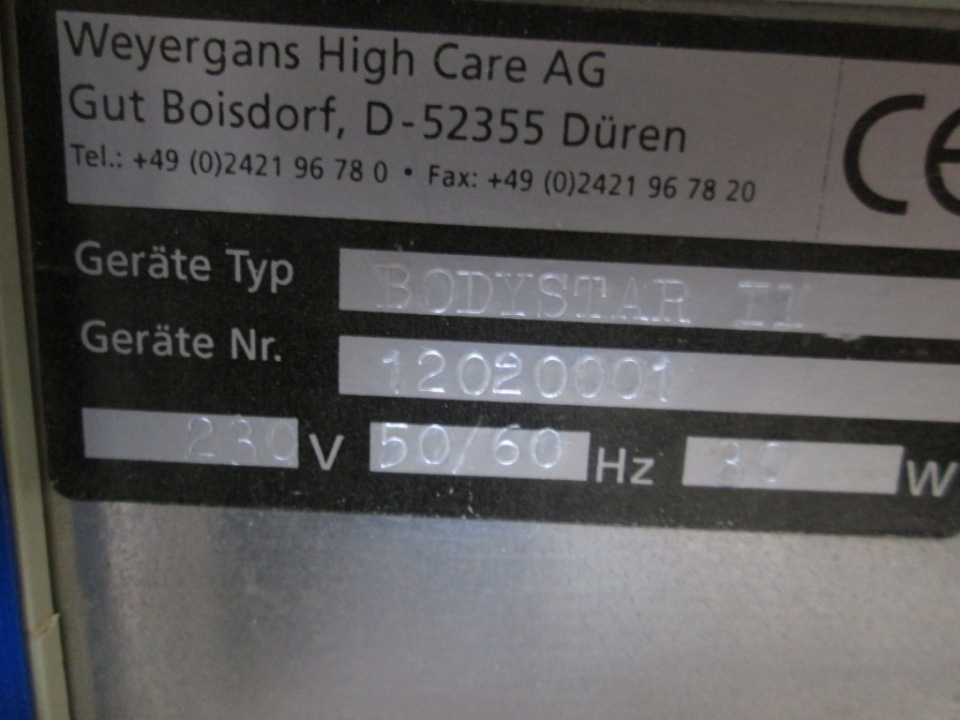 Weyergans High Care AG
Gut Boisdorf, D-52355 Düren
Tel.: +49 (0)2421 96 78 0 • Fax: +49 (0)2421 96 78 20
CE
Geräte Typ BODYSTAR II
Geräte Nr. 12020001
230 V 50/60 Hz W